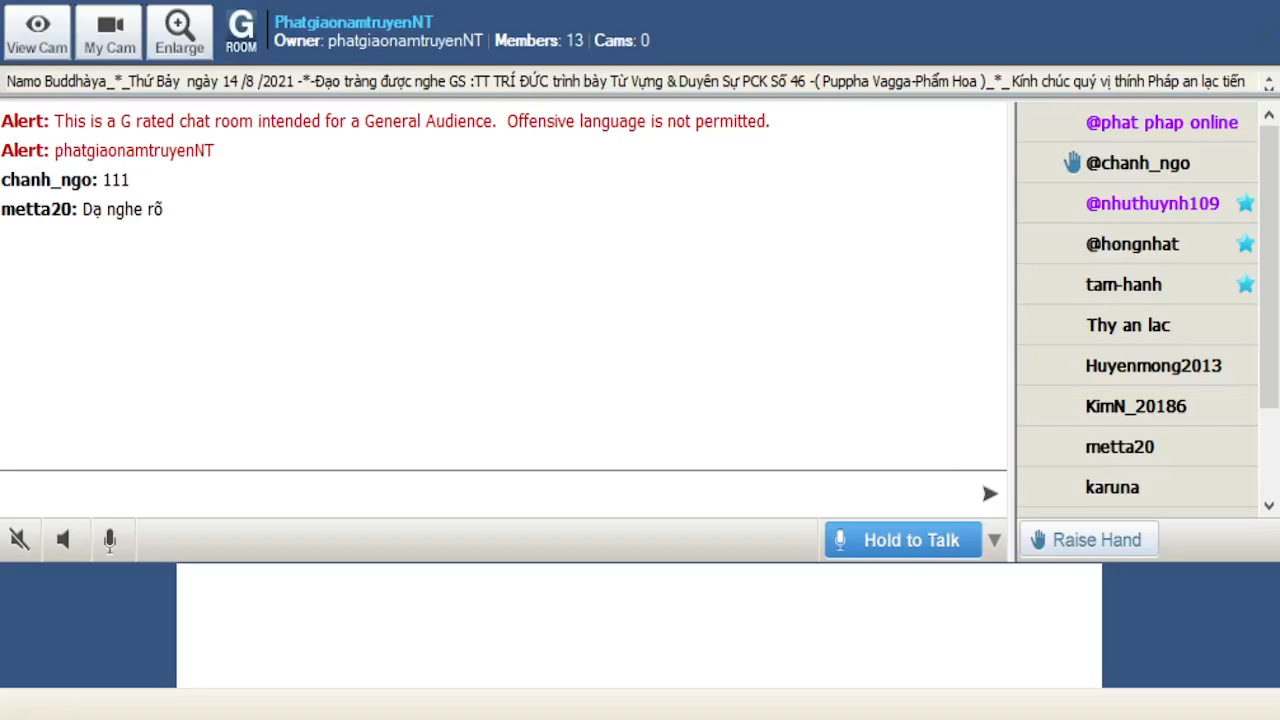 View Cam
My Cam
Enlarge
G
ROOM
PhatgiaonamtruyenNT
Owner: phatgiaonamtruyenNT | Members: 13 | Cams: 0
Namo Buddhàya_*_Thứ Bảy ngày 14 /8 /2021 -*-Đạo tràng được nghe GS :TT TRÍ ĐỨC trình bày Từ Vựng & Duyên Sự PCK Số 46 -( Puppha Vagga-Phẩm Hoa )_*_ Kính chúc quý vị thính Pháp an lạc tiến
Alert: This is a G rated chat room intended for a General Audience. Offensive language is not permitted.
Alert: phatgiaonamtruyenNT
chanh_ngo: 111
metta20: Dạ nghe rõ
@phat phap online
@chanh_ngo
@nhuthuynh109
@hongnhat
tam-hanh
Thy an lac
Huyenmong2013
KimN_20186
metta20
karuna
Hold to Talk
Raise Hand